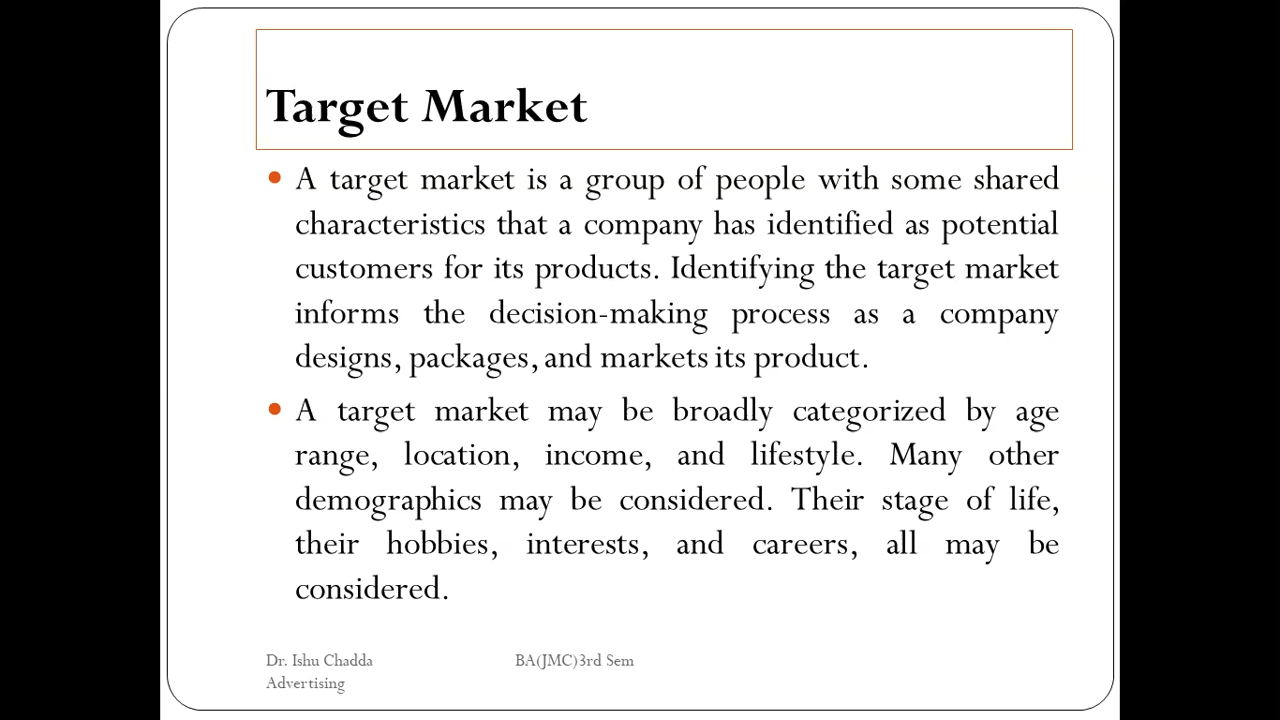 Target Market
A target market is a group of people with some shared
characteristics that a company has identified as potential
customers for its products. Identifying the target market
informs the decision-making process as a company
designs, packages, and markets its product.
A target market may be broadly categorized by age
range, location, income, and lifestyle. Many other
demographics may be considered. Their stage of life,
their hobbies, interests, and careers, all may be
considered.
Dr. Ishu Chadda BA(JMC)3rd Sem
Advertising